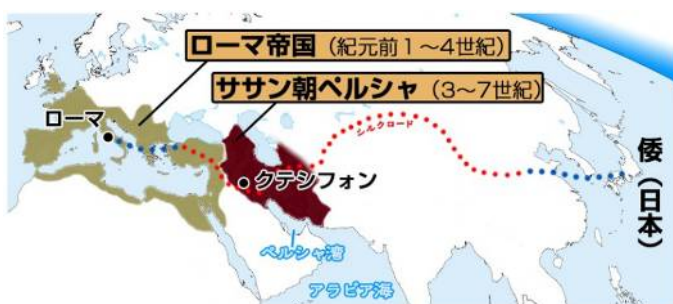 ローマ帝国（紀元前1～4世紀）
ササン朝ペルシャ（3～7世紀）
ローマ
シルクロード
クテシフォン
倭（日本）
ペルシャ湾
アラビア海